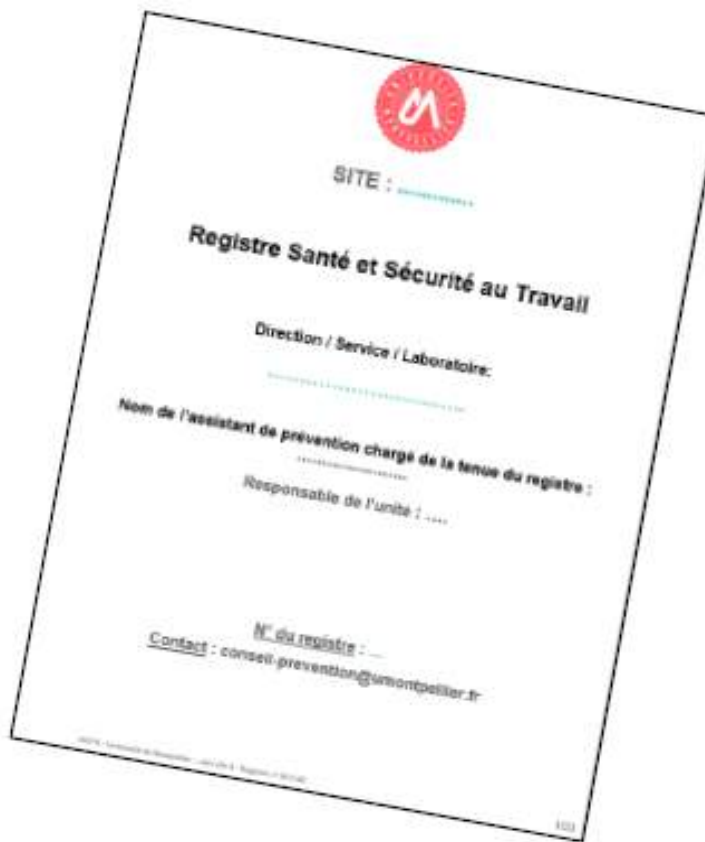 SITE : ..............
Registre Santé et Sécurité au Travail
Direction / Service / Laboratoire:
....................................
Nom de l'assistant de prévention chargé de la tenue du registre :
......................
Responsable de l'unité : ....
N° du registre : ...
Contact : conseil-prevention@umontpellier.fr